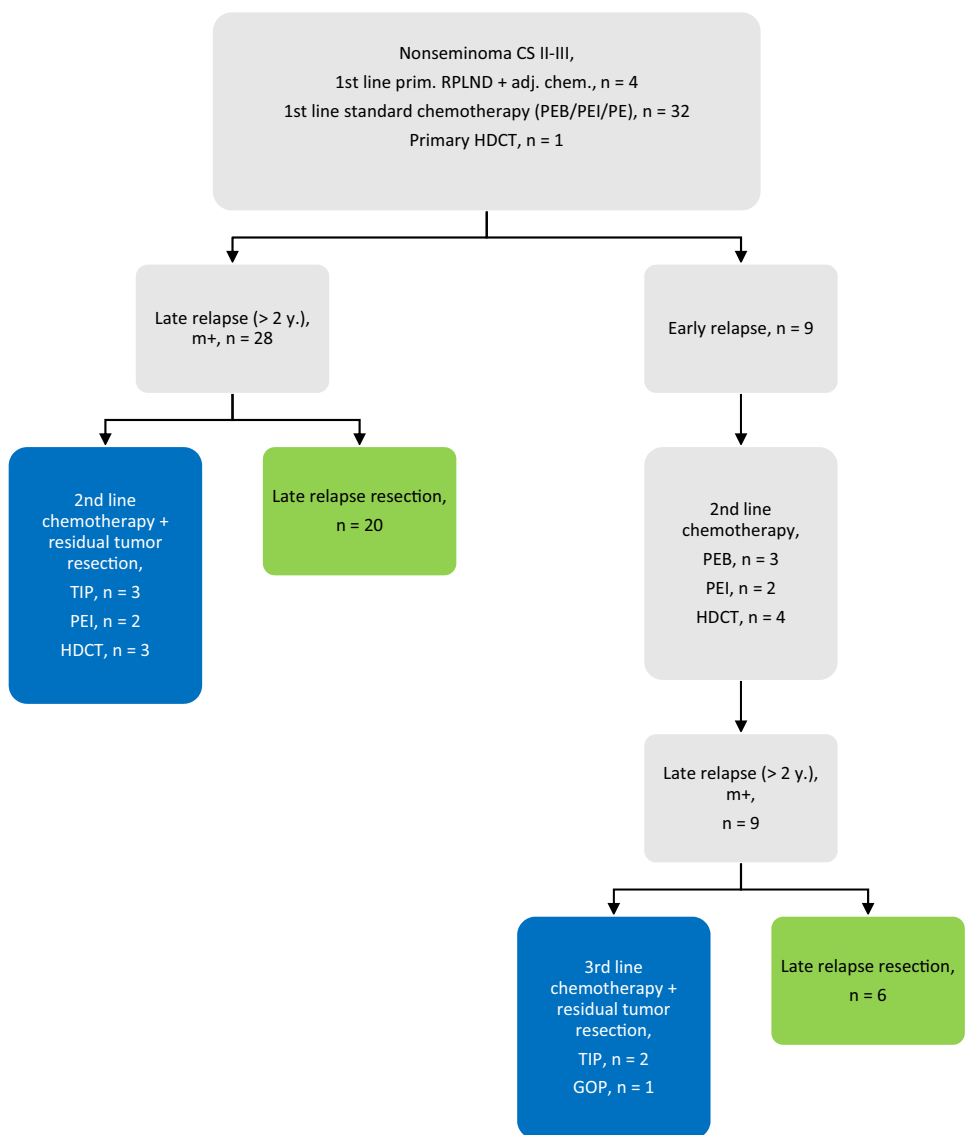 Nonseminoma CS II-III,
1st line prim. RPLND + adj. chem., n = 4
1st line standard chemotherapy (PEB/PEI/PE), n = 32
Primary HDCT, n = 1
Late relapse (> 2 y.),
m+, n = 28
Early relapse, n = 9
2nd line
chemotherapy +
residual tumor
resection,
TIP, n = 3
PEI, n = 2
HDCT, n = 3
Late relapse resection,
n = 20
2nd line
chemotherapy,
PEB, n = 3
PEI, n = 2
HDCT, n = 4
Late relapse (> 2 y.),
m+,
n = 9
3rd line
chemotherapy +
residual tumor
resection,
TIP, n = 2
GOP, n = 1
Late relapse resection,
n = 6